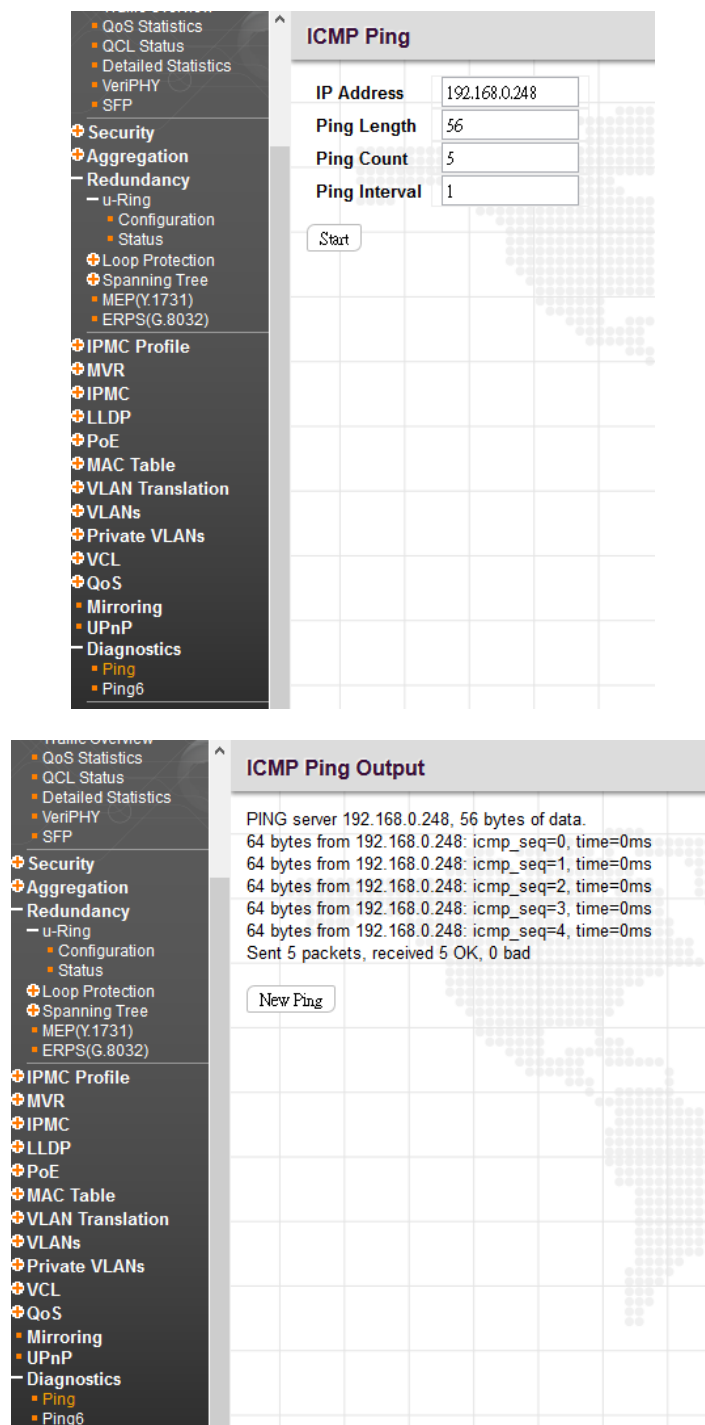 QoS Statistics
QCL Status
Detailed Statistics
VeriPHY
SFP
Security
Aggregation
Redundancy
u-Ring
Configuration
Status
Loop Protection
Spanning Tree
MEP(Y.1731)
ERPS(G.8032)
IPMC Profile
MVR
IPMC
LLDP
PoE
MAC Table
VLAN Translation
VLANs
Private VLANs
VCL
QoS
Mirroring
UPnP
Diagnostics
Ping
Ping6
ICMP Ping
IP Address 192.168.0.248
Ping Length 56
Ping Count 5
Ping Interval 1
Start
Traffic Overview
QoS Statistics
QCL Status
Detailed Statistics
VeriPHY
SFP
Security
Aggregation
Redundancy
u-Ring
Configuration
Status
Loop Protection
Spanning Tree
MEP(Y.1731)
ERPS(G.8032)
IPMC Profile
MVR
IPMC
LLDP
PoE
MAC Table
VLAN Translation
VLANs
Private VLANs
VCL
QoS
Mirroring
UPnP
Diagnostics
Ping
Ping6
ICMP Ping Output
PING server 192.168.0.248, 56 bytes of data.
64 bytes from 192.168.0.248: icmp_seq=0, time=0ms
64 bytes from 192.168.0.248: icmp_seq=1, time=0ms
64 bytes from 192.168.0.248: icmp_seq=2, time=0ms
64 bytes from 192.168.0.248: icmp_seq=3, time=0ms
64 bytes from 192.168.0.248: icmp_seq=4, time=0ms
Sent 5 packets, received 5 OK, 0 bad
New Ping